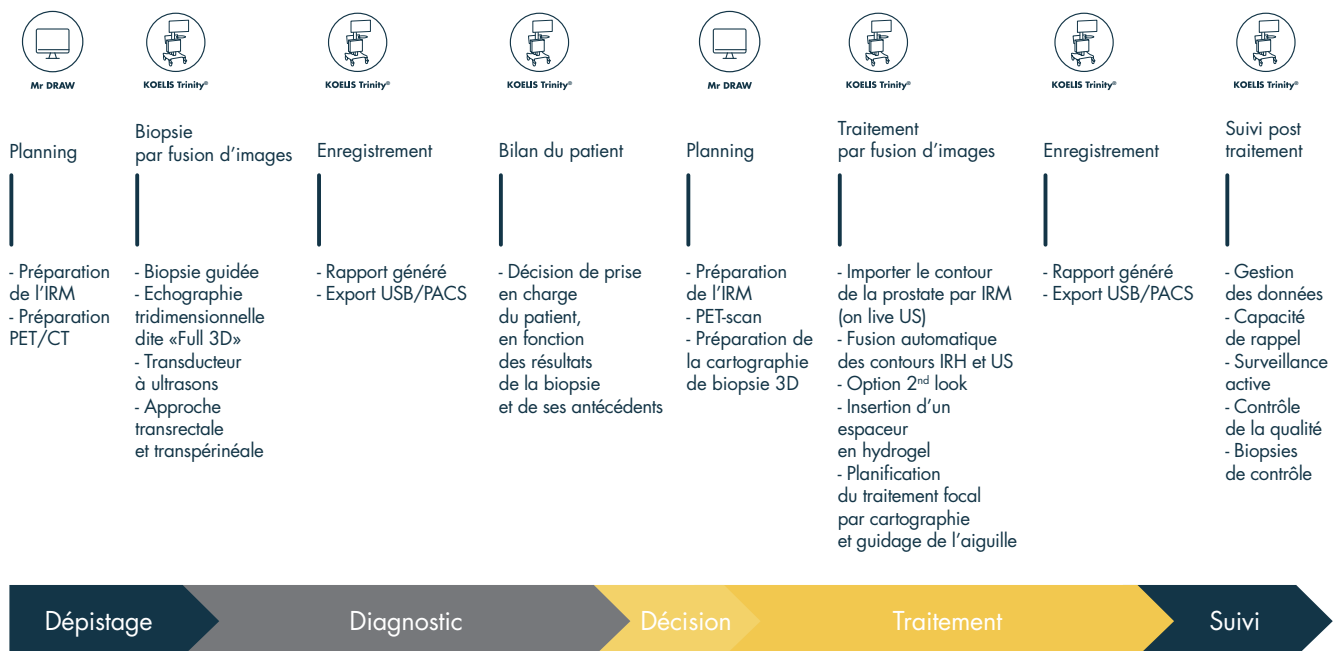 Mr DRAW
KOELIS Trinity®
KOELIS Trinity®
KOELIS Trinity®
Mr DRAW
KOELIS Trinity®
KOELIS Trinity®
KOELIS Trinity®
Planning
- Préparation
de l'IRM
- Préparation
PET/CT
Biopsie
par fusion d'images
- Biopsie guidée
- Echographie
tridimensionnelle
dite «Full 3D»
- Transducteur
à ultrasons
- Approche
transrectale
et transpérinéale
Enregistrement
- Rapport généré
- Export USB/PACS
Bilan du patient
- Décision de prise
en charge
du patient,
en fonction
des résultats
de la biopsie
et de ses antécédents
Planning
- Préparation
de l'IRM
- PET-scan
- Préparation de
la cartographie
de biopsie 3D
Traitement
par fusion d'images
- Importer le contour
de la prostate par IRM
(on live US)
- Fusion automatique
des contours IRH et US
- Option 2nd look
- Insertion d'un
espaceur
en hydrogel
- Planification
du traitement focal
par cartographie
et guidage de l'aiguille
Enregistrement
- Rapport généré
- Export USB/PACS
Suivi post
traitement
- Gestion
des données
- Capacité
de rappel
- Surveillance
active
- Contrôle
de la qualité
- Biopsies
de contrôle
Dépistage
Diagnostic
Décision
Traitement
Suivi